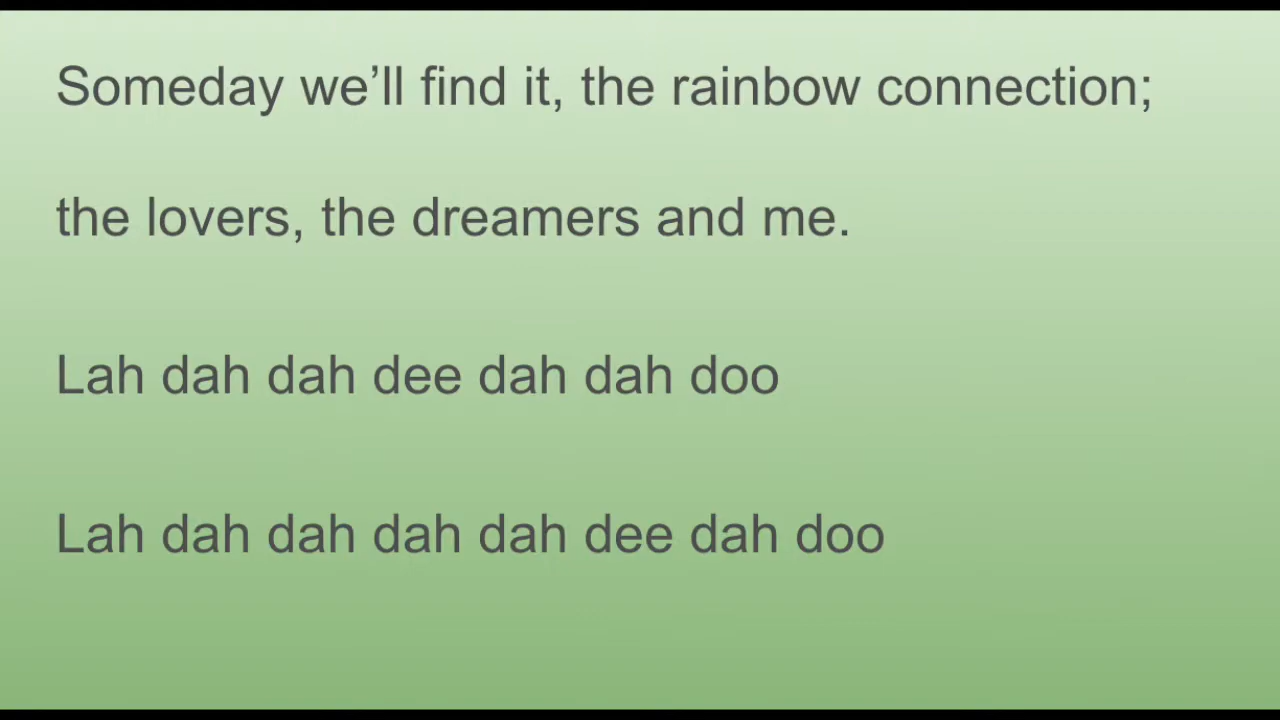 Someday we’ll find it, the rainbow connection;
the lovers, the dreamers and me.
Lah dah dah dee dah dah doo
Lah dah dah dah dah dee dah doo